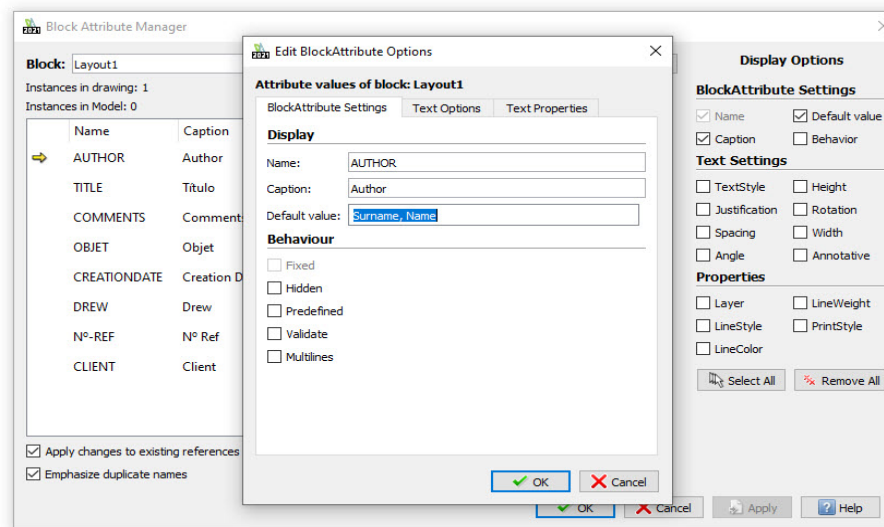 2021 Block Attribute Manager
Block: Layout1
Instances in drawing: 1
Instances in Model: 0
Name Caption
AUTHOR Author
TITLE Título
COMMENTS Comment
OBJET Objet
CREATIONDATE Creation D
DREW Drew
Nº-REF Nº Ref
CLIENT Client
Apply changes to existing references
Emphasize duplicate names
2021 Edit BlockAttribute Options
Attribute values of block: Layout1
BlockAttribute Settings Text Options Text Properties
Display
Name: AUTHOR
Caption: Author
Default value: Surname, Name
Behaviour
Fixed
Hidden
Predefined
Validate
Multilines
OK Cancel
Display Options
BlockAttribute Settings
Name Default value
Caption Behavior
Text Settings
TextStyle Height
Justification Rotation
Spacing Width
Angle Annotative
Properties
Layer LineWeight
LineStyle PrintStyle
LineColor
Select All Remove All
OK Cancel Apply Help